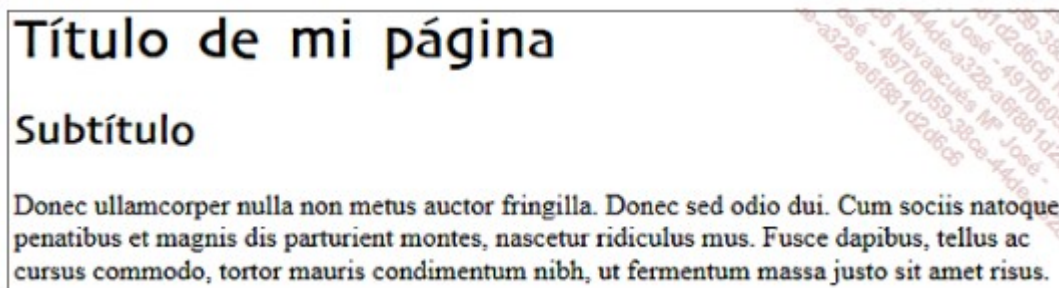 Título de mi página
Subtítulo
Donec ullamcorper nulla non metus auctor fringilla. Donec sed odio dui. Cum sociis natoque
penatibus et magnis dis parturient montes, nascetur ridiculus mus. Fusce dapibus, tellus ac
cursus commodo, tortor mauris condimentum nibh, ut fermentum massa justo sit amet risus.